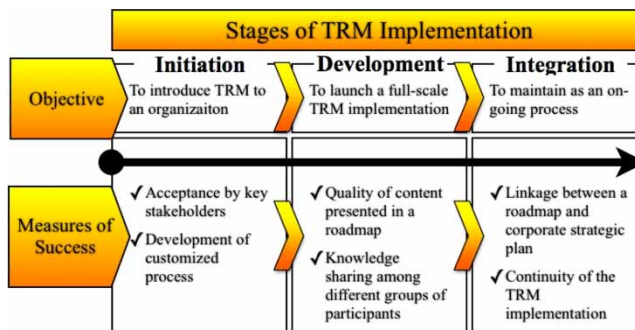 Stages of TRM Implementation
Initiation
Development
Integration
Objective
To introduce TRM to
an organizaiton
To launch a full-scale
TRM implementation
To maintain as an on-
going process
Measures of
Success
✓ Acceptance by key
stakeholders
✓ Development of
customized
process
✓ Quality of content
presented in a
roadmap
✓ Knowledge
sharing among
different groups of
participants
✓ Linkage between a
roadmap and
corporate strategic
plan
✓ Continuity of the
TRM
implementation